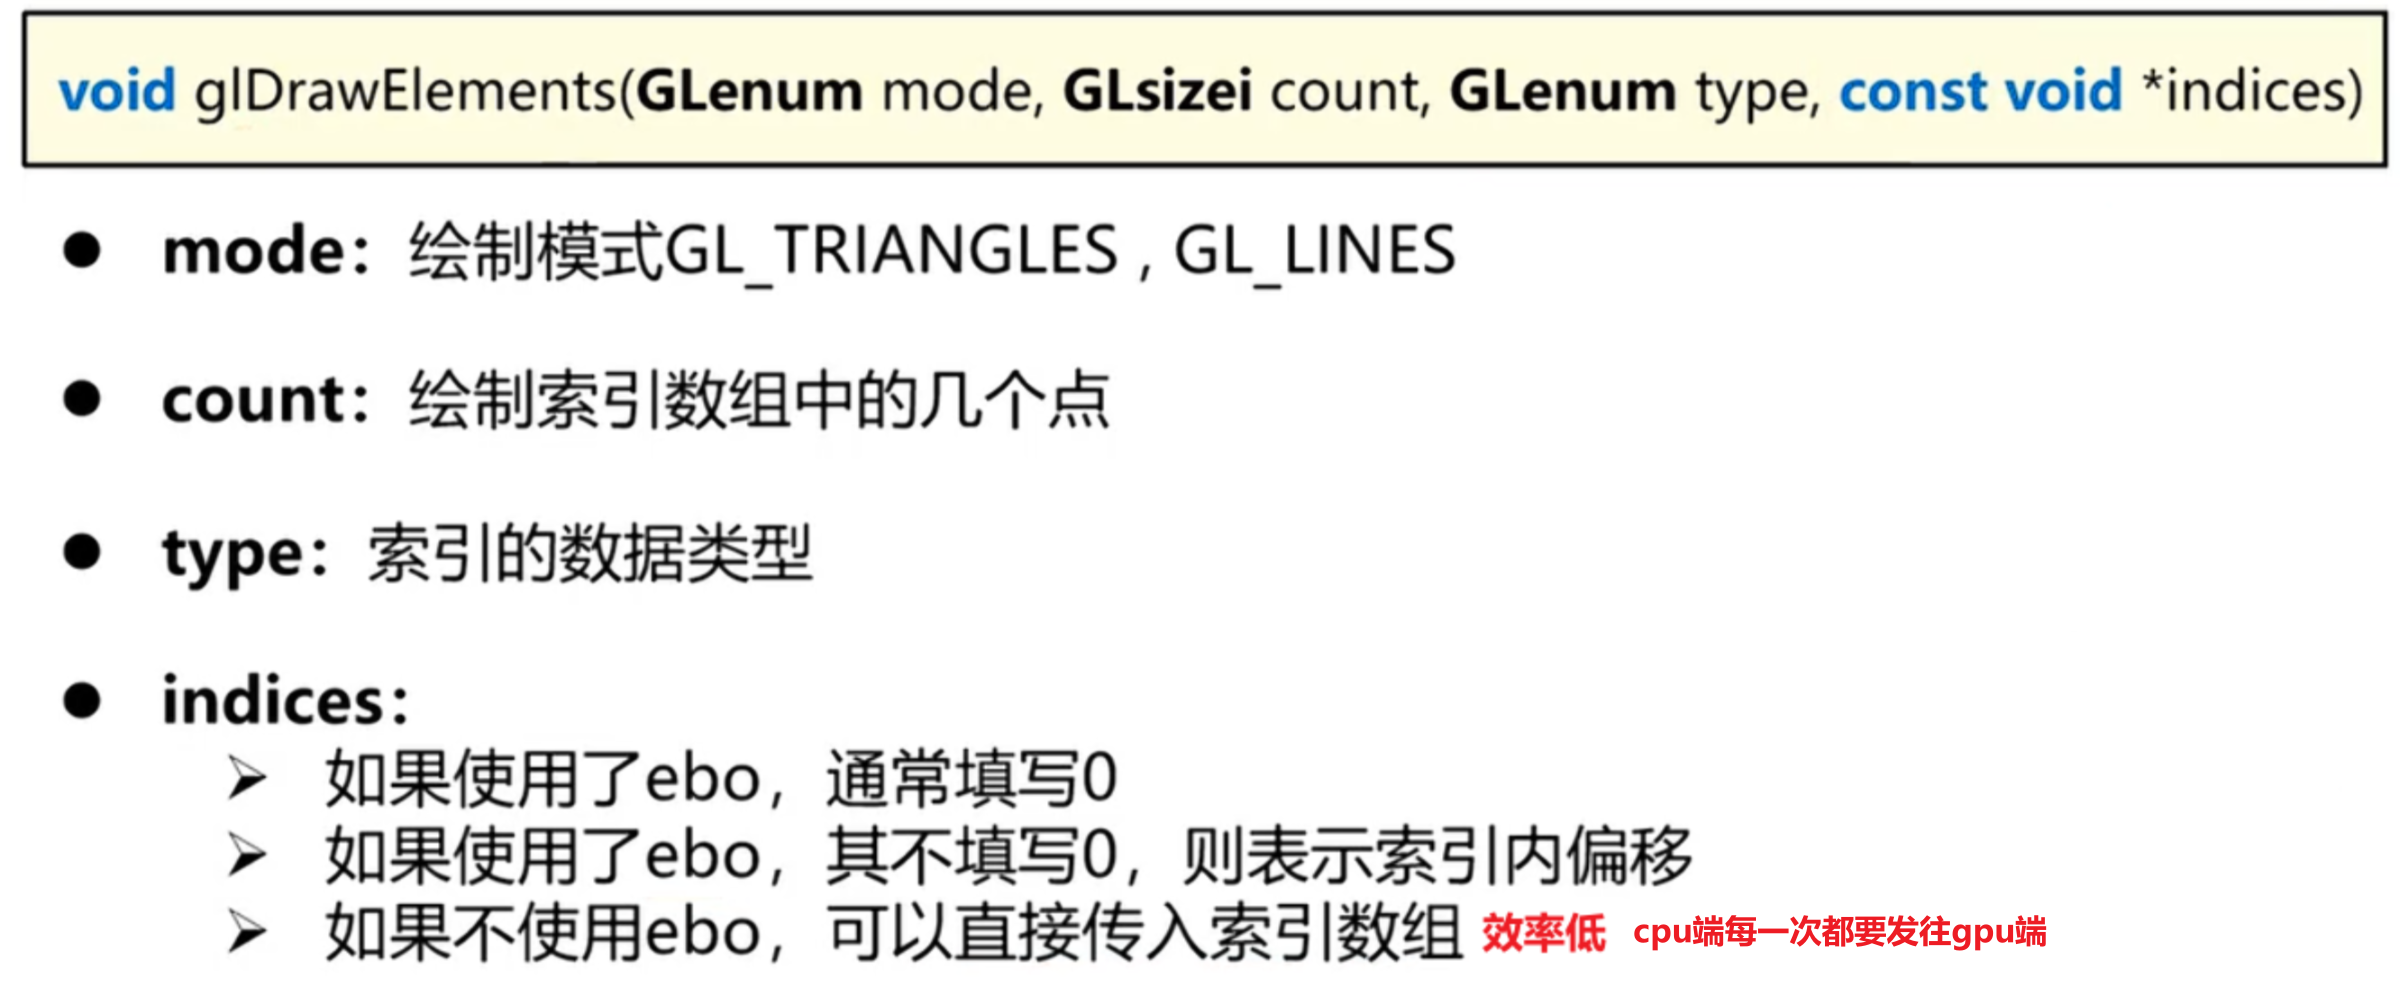 void glDrawElements(GLenum mode, GLsizei count, GLenum type, const void *indices)
● mode：绘制模式GL_TRIANGLES , GL_LINES
● count：绘制索引数组中的几个点
● type：索引的数据类型
● indices：
➢ 如果使用了ebo，通常填写0
➢ 如果使用了ebo，其不填写0，则表示索引内偏移
➢ 如果不使用ebo，可以直接传入索引数组 效率低 cpu端每一次都要发往gpu端